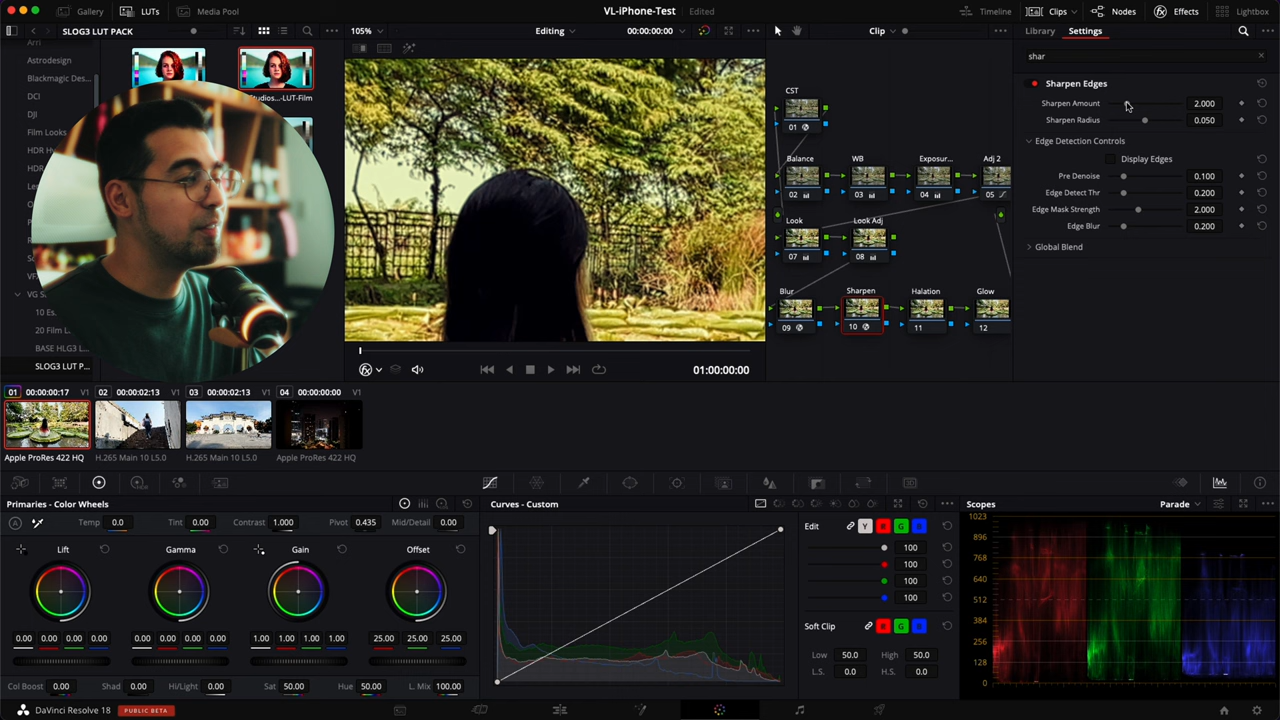 Gallery LUTs Media Pool VL-iPhone-Test Edited Timeline Clips Nodes Effects Lightbox
SLOG3 LUT PACK 105% Editing 00:00:00:00 Clip Library Settings
Arri
Astrodesign
Blackmagic Des...
DCI
DJI
Film Looks
HDR Hy
HDR
Le
VG S
10 Fil
20 Film L
BASE HLG3 L
SLOG3 LUT P...
-LUT-Film
01:00:00:00
CST
01
Balance WB Exposur... Adj 2
02 03 04 05
Look Look Adj
07 08
Blur Sharpen Halation Glow
09 10 11 12
shar
Sharpen Edges
Sharpen Amount 2.000
Sharpen Radius 0.050
Edge Detection Controls
Display Edges
Pre Denoise 0.100
Edge Detect Thr 0.200
Edge Mask Strength 2.000
Edge Blur 0.200
Global Blend
01 00:00:00:17 V1 02 00:00:02:13 V1 03 00:00:02:13 V1 04 00:00:00:00 V1
Apple ProRes 422 HQ H.265 Main 10 L5.0 H.265 Main 10 L5.0 Apple ProRes 422 HQ
Primaries - Color Wheels
Temp 0.0 Tint 0.00 Contrast 1.000 Pivot 0.435 Mid/Detail 0.00
Lift Gamma Gain Offset
0.00 0.00 0.00 0.00 0.00 0.00 0.00 0.00 1.00 1.00 1.00 1.00 25.00 25.00 25.00
Col Boost 0.00 Shad 0.00 Hi/Light 0.00 Sat 50.00 Hue 50.00 L. Mix 100.00
Curves - Custom
Edit Y R G B
100
100
100
100
Soft Clip R G B
Low 50.0 High 50.0
L.S. 0.0 H.S. 0.0
Scopes Parade
1023
896
768
640
512
384
256
128
0
DaVinci Resolve 18 PUBLIC BETA